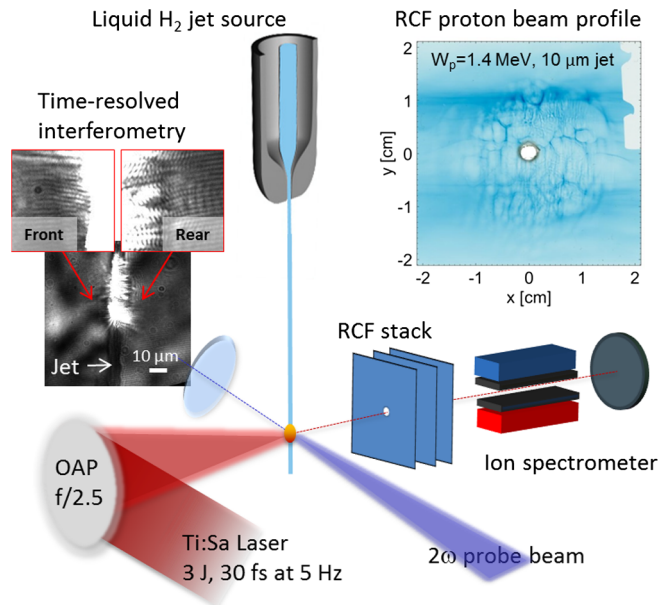 Liquid H₂ jet source
RCF proton beam profile
Wₚ=1.4 MeV, 10 µm jet
2
1
0
-1
-2
y [cm]
-2
-1
0
1
2
x [cm]
Time-resolved
interferometry
Front
Rear
Jet →
10 µm
RCF stack
Ion spectrometer
OAP
f/2.5
Ti:Sa Laser
3 J, 30 fs at 5 Hz
2ω probe beam